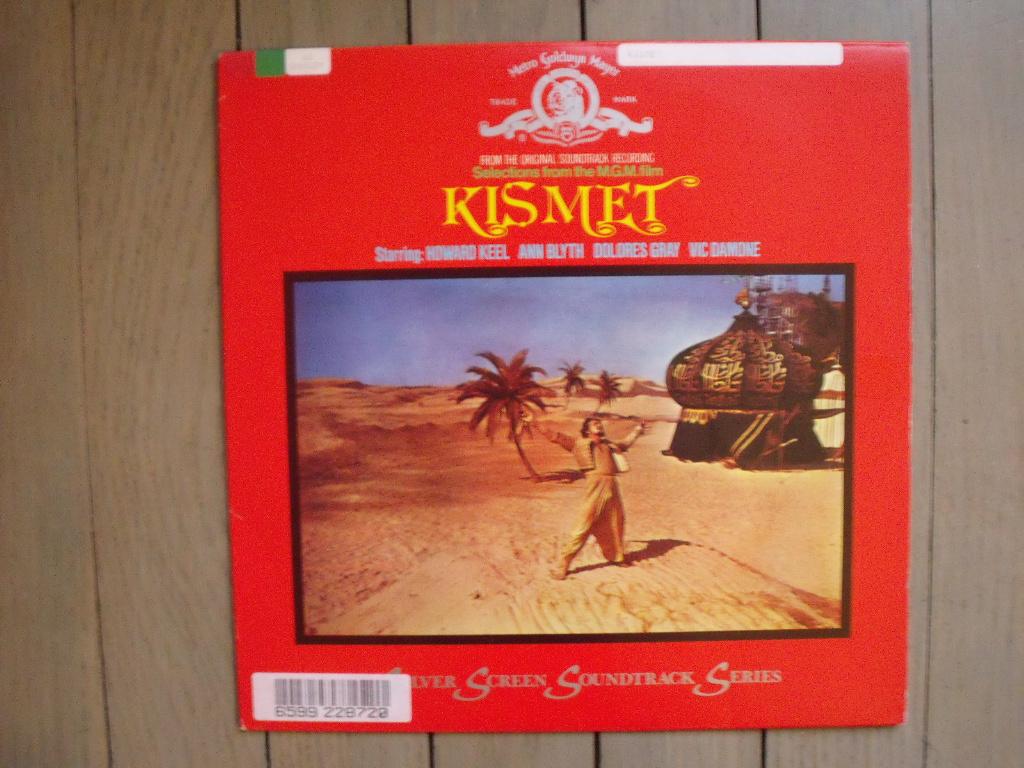 Metro Goldwyn Mayer
TRADE MARK
®
FROM THE ORIGINAL SOUNDTRACK RECORDING
Selections from the M.G.M. film
KISMET
Starring: HOWARD KEEL ANN BLYTH DOLORES GRAY VIC DAMONE
SCREEN SOUNDTRACK SERIES
6599 228720